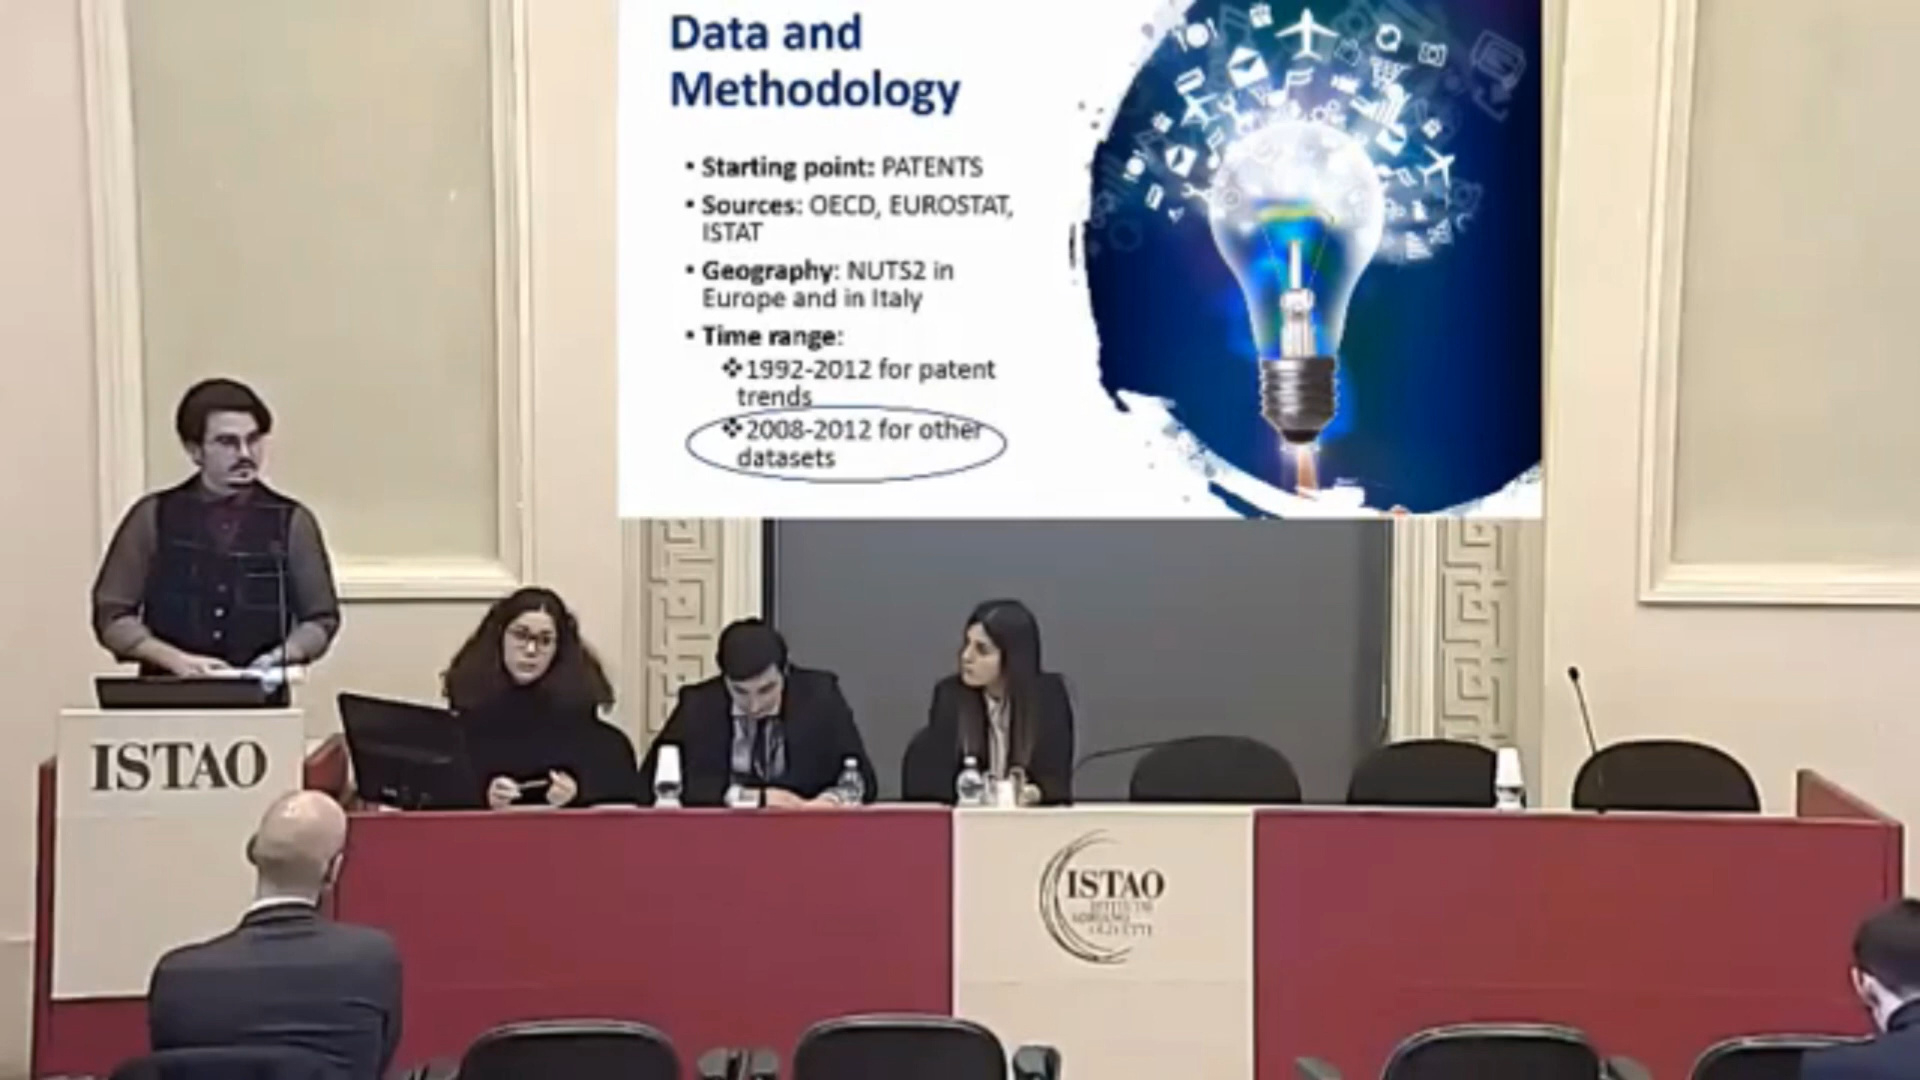 Data and
Methodology
• Starting point: PATENTS
• Sources: OECD, EUROSTAT,
ISTAT
• Geography: NUTS2 in
Europe and in Italy
• Time range:
❖1992-2012 for patent
trends
❖2008-2012 for other
datasets
ISTAO
ISTAO